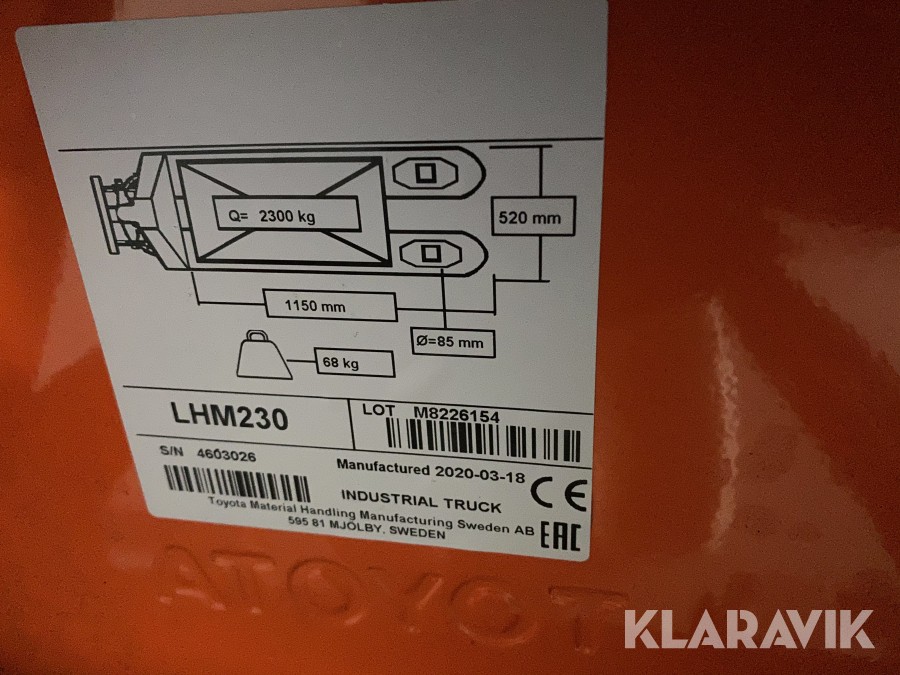 Q= 2300 kg
520 mm
1150 mm
Ø=85 mm
68 kg
LHM230
LOT M8226154
S/N 4603026
Manufactured 2020-03-18
CE
INDUSTRIAL TRUCK
Toyota Material Handling Manufacturing Sweden AB
595 81 MJÖLBY, SWEDEN
EAC
TOYOTA
KLARAVIK